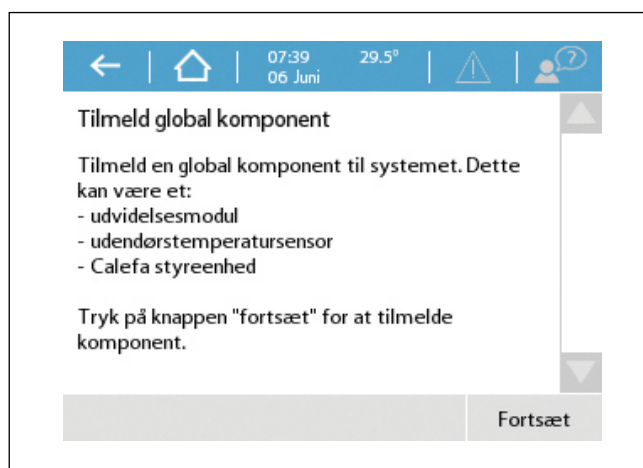 07:39 29.5°
06 Juni
?
Tilmeld global komponent
Tilmeld en global komponent til systemet. Dette
kan være et:
- udvidelsesmodul
- udendørstemperatursensor
- Calefa styreenhed
Tryk på knappen "fortsæt" for at tilmelde
komponent.
Fortsæt